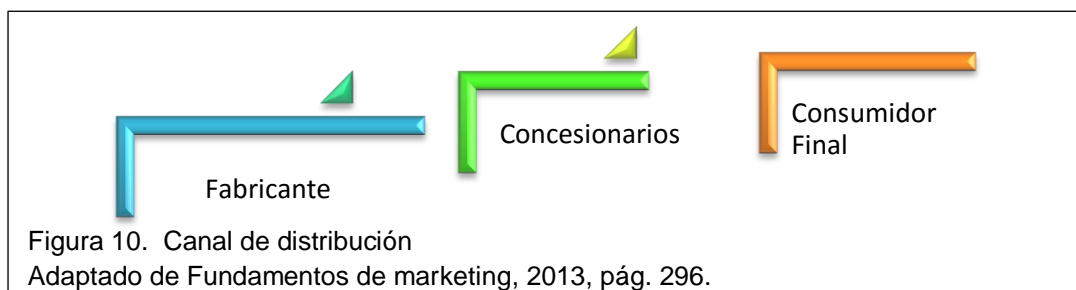 Fabricante
Concesionarios
Consumidor
Final
Figura 10. Canal de distribución
Adaptado de Fundamentos de marketing, 2013, pág. 296.